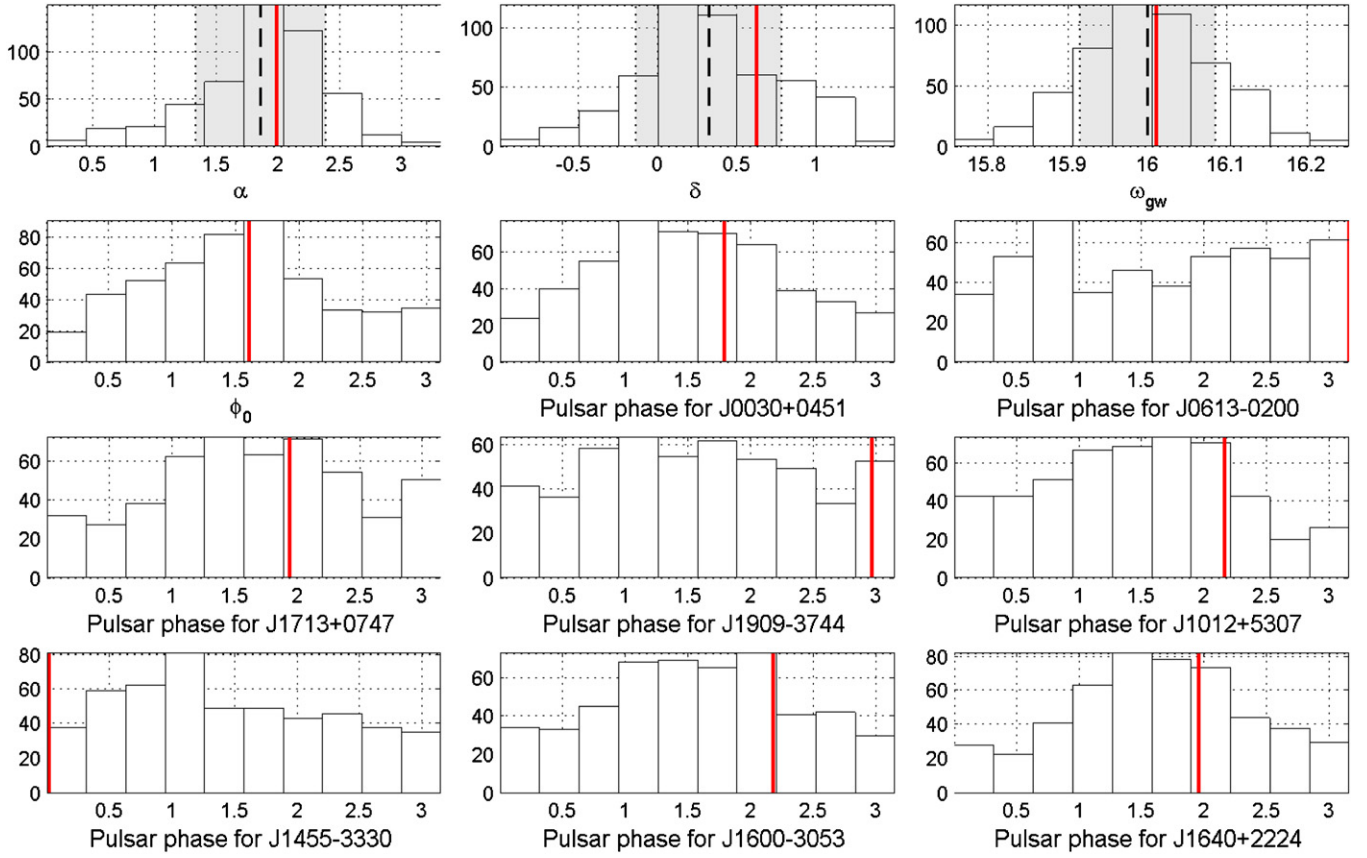 150
100
50
0
0.5 1 1.5 2 2.5 3
α
150
100
50
0
-0.5 0 0.5 1
δ
150
100
50
0
15.8 15.9 16 16.1 16.2
ω_gw
80
60
40
20
0
0.5 1 1.5 2 2.5 3
ϕ_0
60
40
20
0
0.5 1 1.5 2 2.5 3
Pulsar phase for J0030+0451
60
40
20
0
0.5 1 1.5 2 2.5 3
Pulsar phase for J0613-0200
60
40
20
0
0.5 1 1.5 2 2.5 3
Pulsar phase for J1713+0747
60
40
20
0
0.5 1 1.5 2 2.5 3
Pulsar phase for J1909-3744
60
40
20
0
0.5 1 1.5 2 2.5 3
Pulsar phase for J1012+5307
80
60
40
20
0
0.5 1 1.5 2 2.5 3
Pulsar phase for J1455-3330
60
40
20
0
0.5 1 1.5 2 2.5 3
Pulsar phase for J1600-3053
80
60
40
20
0
0.5 1 1.5 2 2.5 3
Pulsar phase for J1640+2224